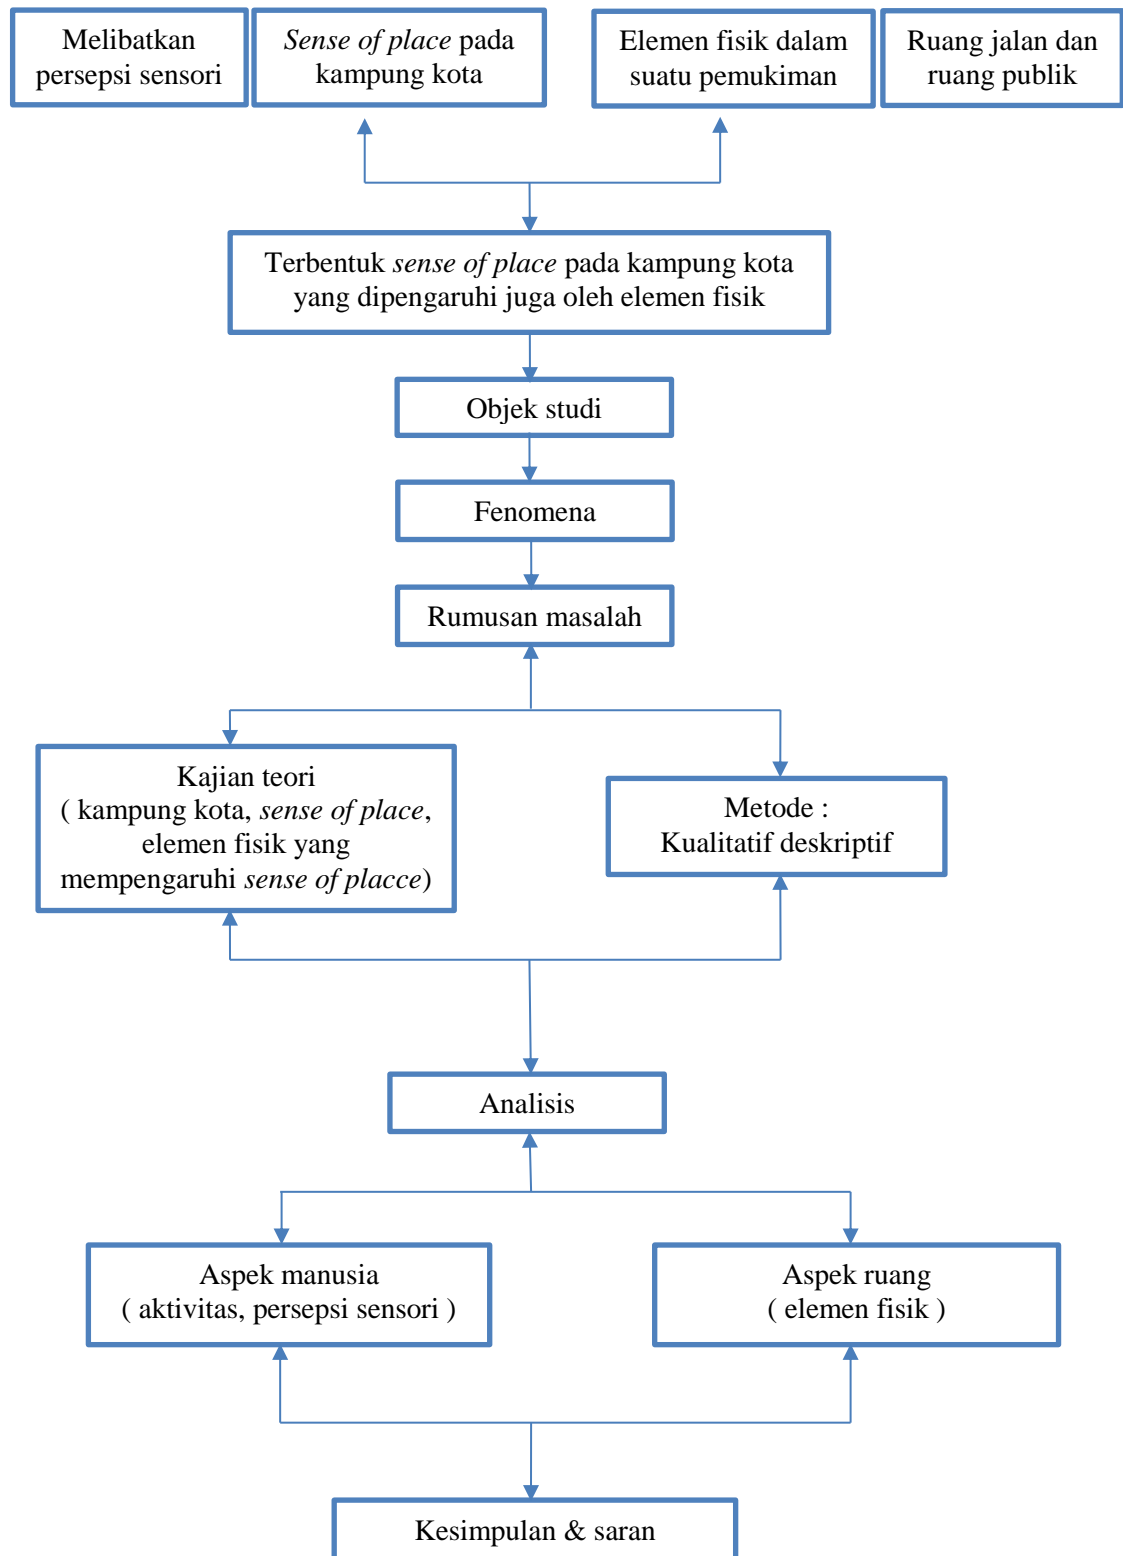 Melibatkan
persepsi sensori
Sense of place pada
kampung kota
Elemen fisik dalam
suatu pemukiman
Ruang jalan dan
ruang publik
Terbentuk sense of place pada kampung kota
yang dipengaruhi juga oleh elemen fisik
Objek studi
Fenomena
Rumusan masalah
Kajian teori
( kampung kota, sense of place,
elemen fisik yang
mempengaruhi sense of placce)
Metode :
Kualitatif deskriptif
Analisis
Aspek manusia
( aktivitas, persepsi sensori )
Aspek ruang
( elemen fisik )
Kesimpulan & saran